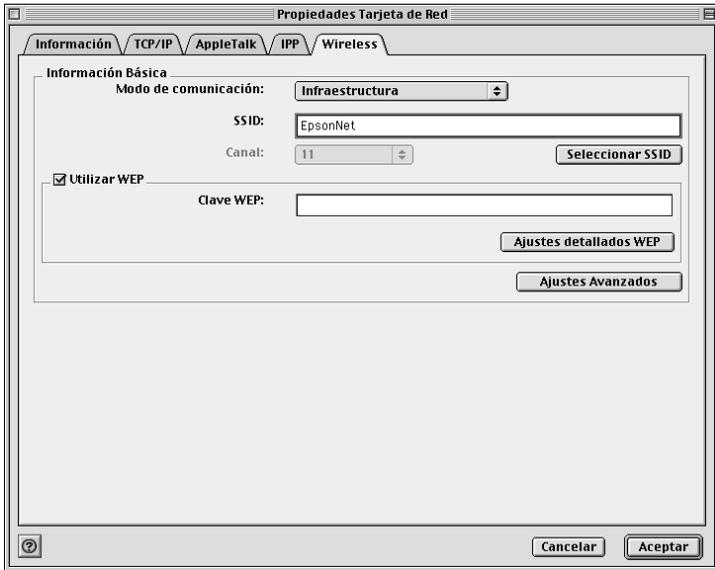 Propiedades Tarjeta de Red
Información TCP/IP AppleTalk IPP Wireless
Información Básica
Modo de comunicación: Infraestructura
SSID: EpsonNet
Canal: 11 Seleccionar SSID
Utilizar WEP
Clave WEP:
Ajustes detallados WEP
Ajustes Avanzados
? Cancelar Aceptar